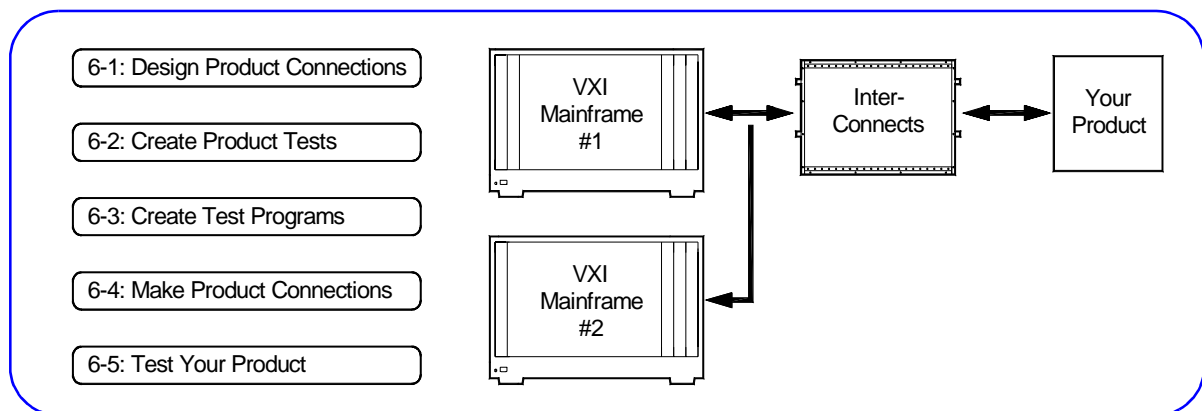 6-1: Design Product Connections
6-2: Create Product Tests
6-3: Create Test Programs
6-4: Make Product Connections
6-5: Test Your Product
VXI
Mainframe
#1
VXI
Mainframe
#2
Inter-
Connects
Your
Product